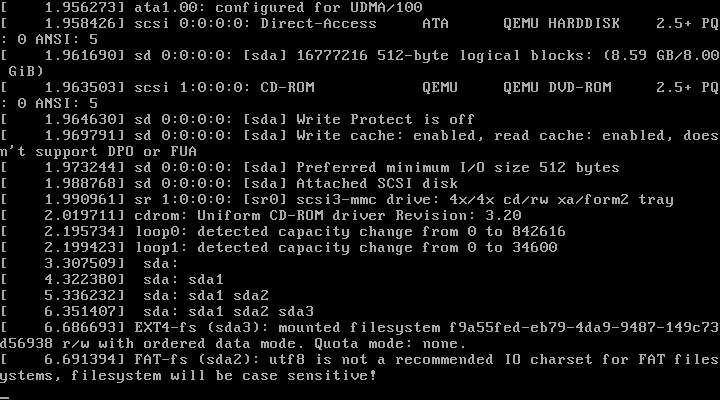 [    1.956273] ata1.00: configured for UDMA/100
[    1.958426] scsi 0:0:0:0: Direct-Access     ATA      QEMU HARDDISK    2.5+ PQ
: 0 ANSI: 5
[    1.961690] sd 0:0:0:0: [sda] 16777216 512-byte logical blocks: (8.59 GB/8.00
 GiB)
[    1.963503] scsi 1:0:0:0: CD-ROM            QEMU     QEMU DVD-ROM     2.5+ PQ
: 0 ANSI: 5
[    1.964630] sd 0:0:0:0: [sda] Write Protect is off
[    1.969791] sd 0:0:0:0: [sda] Write cache: enabled, read cache: enabled, does
n't support DPO or FUA
[    1.973244] sd 0:0:0:0: [sda] Preferred minimum I/O size 512 bytes
[    1.988768] sd 0:0:0:0: [sda] Attached SCSI disk
[    1.990961] sr 1:0:0:0: [sr0] scsi3-mmc drive: 4x/4x cd/rw xa/form2 tray
[    2.019711] cdrom: Uniform CD-ROM driver Revision: 3.20
[    2.195734] loop0: detected capacity change from 0 to 842616
[    2.199423] loop1: detected capacity change from 0 to 34600
[    3.307509]  sda:
[    4.322380]  sda: sda1
[    5.336232]  sda: sda1 sda2
[    6.351407]  sda: sda1 sda2 sda3
[    6.686693] EXT4-fs (sda3): mounted filesystem f9a55fed-eb79-4da9-9487-149c73
d56938 r/w with ordered data mode. Quota mode: none.
[    6.691394] FAT-fs (sda2): utf8 is not a recommended IO charset for FAT files
ystems, filesystem will be case sensitive!